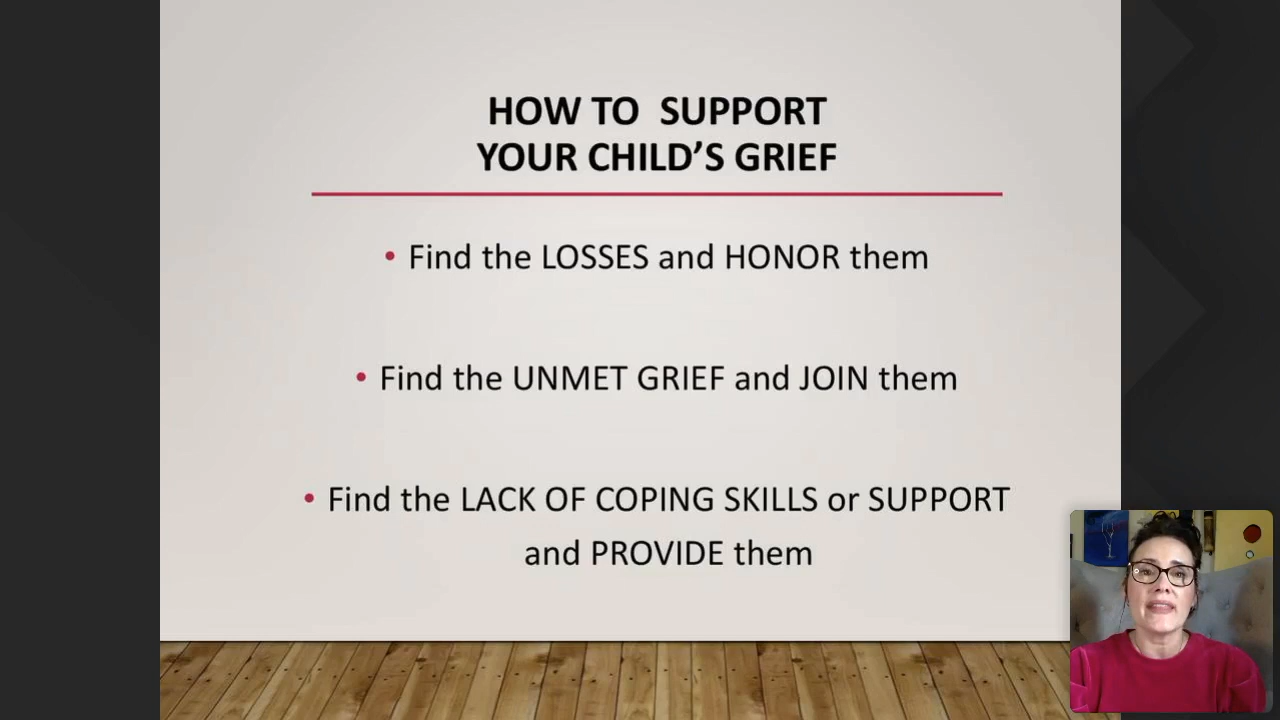 HOW TO  SUPPORT
YOUR CHILD’S GRIEF
• Find the LOSSES and HONOR them
• Find the UNMET GRIEF and JOIN them
• Find the LACK OF COPING SKILLS or SUPPORT
and PROVIDE them